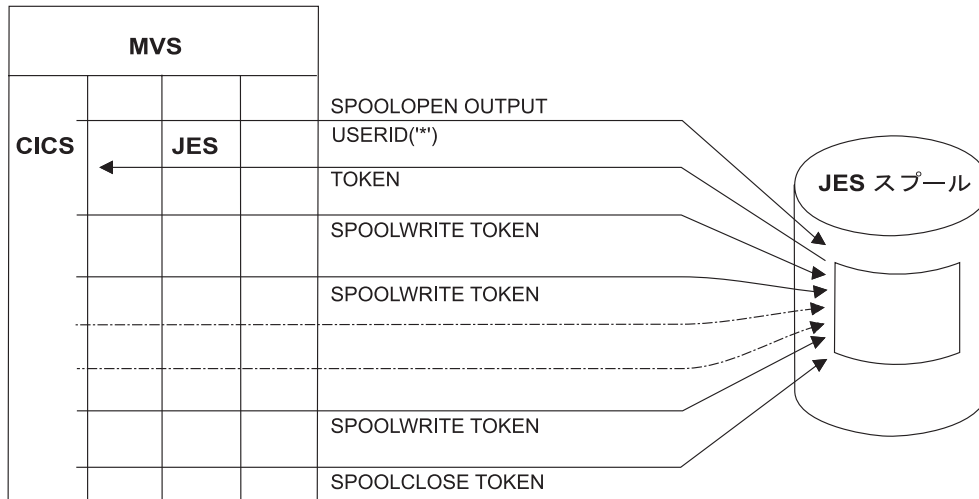 MVS
CICS
JES
SPOOLOPEN OUTPUT
USERID('*')
TOKEN
SPOOLWRITE TOKEN
SPOOLWRITE TOKEN
SPOOLWRITE TOKEN
SPOOLCLOSE TOKEN
JES スプール